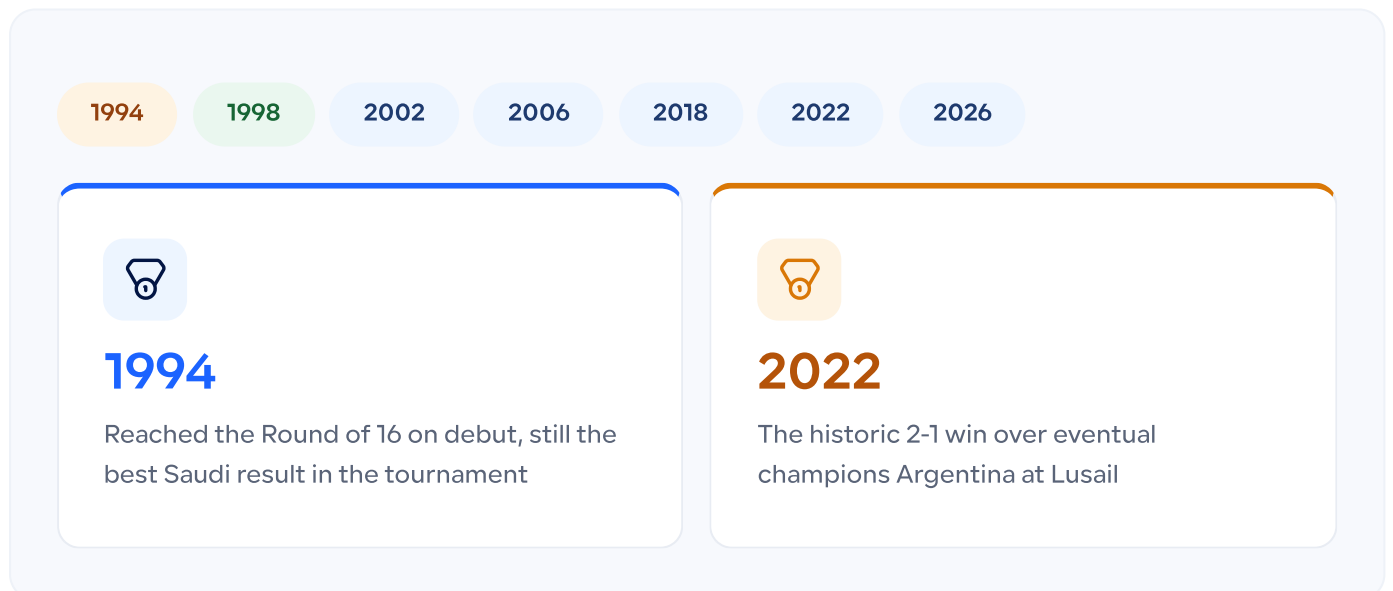 1994 1998 2002 2006 2018 2022 2026
1994
Reached the Round of 16 on debut, still the
best Saudi result in the tournament
2022
The historic 2-1 win over eventual
champions Argentina at Lusail